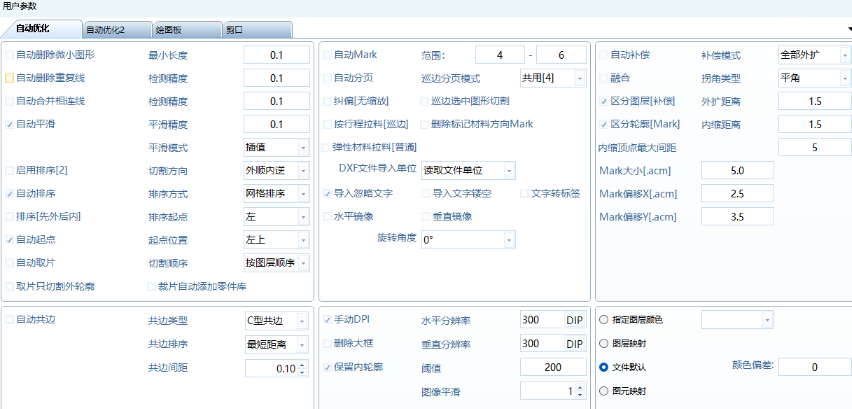 用户参数
自动优化 自动优化2 绘图板 剪口
自动删除微小图形 最小长度 0.1
自动删除重复线 检测精度 0.1
自动合并相连线 检测精度 0.1
自动平滑 平滑精度 0.1
平滑模式 插值
启用排序[2] 切割方向 外顺内逆
自动排序 排序方式 网格排序
排序[先外后内] 排序起点 左
自动起点 起点位置 左上
自动取片 切割顺序 按图层顺序
取片只切割外轮廓 裁片自动添加零件库
自动Mark 范围: 4 - 6
自动分页 巡边分页模式 共用[4]
纠偏[无缩放] 巡边选中图形切割
按行程拉料[巡边] 删除标记材料方向Mark
弹性材料拉料[普通]
DXF文件导入单位 读取文件单位
导入忽略文字 导入文字镂空 文字转标签
水平镜像 垂直镜像
旋转角度 0°
自动补偿 补偿模式 全部外扩
融合 拐角类型 平角
区分图层[补偿] 外扩距离 1.5
区分轮廓[Mark] 内缩距离 1.5
内缩顶点最大间距 5
Mark大小[.acm] 5.0
Mark偏移X[.acm] 2.5
Mark偏移Y[.acm] 3.5
自动共边 共边类型 C型共边
共边排序 最短距离
共边间距 0.10
手动DPI 水平分辨率 300 DIP
删除大框 垂直分辨率 300 DIP
保留内轮廓 阈值 200
图像平滑 1
指定图层颜色
图层映射
文件默认 颜色偏差: 0
图元映射